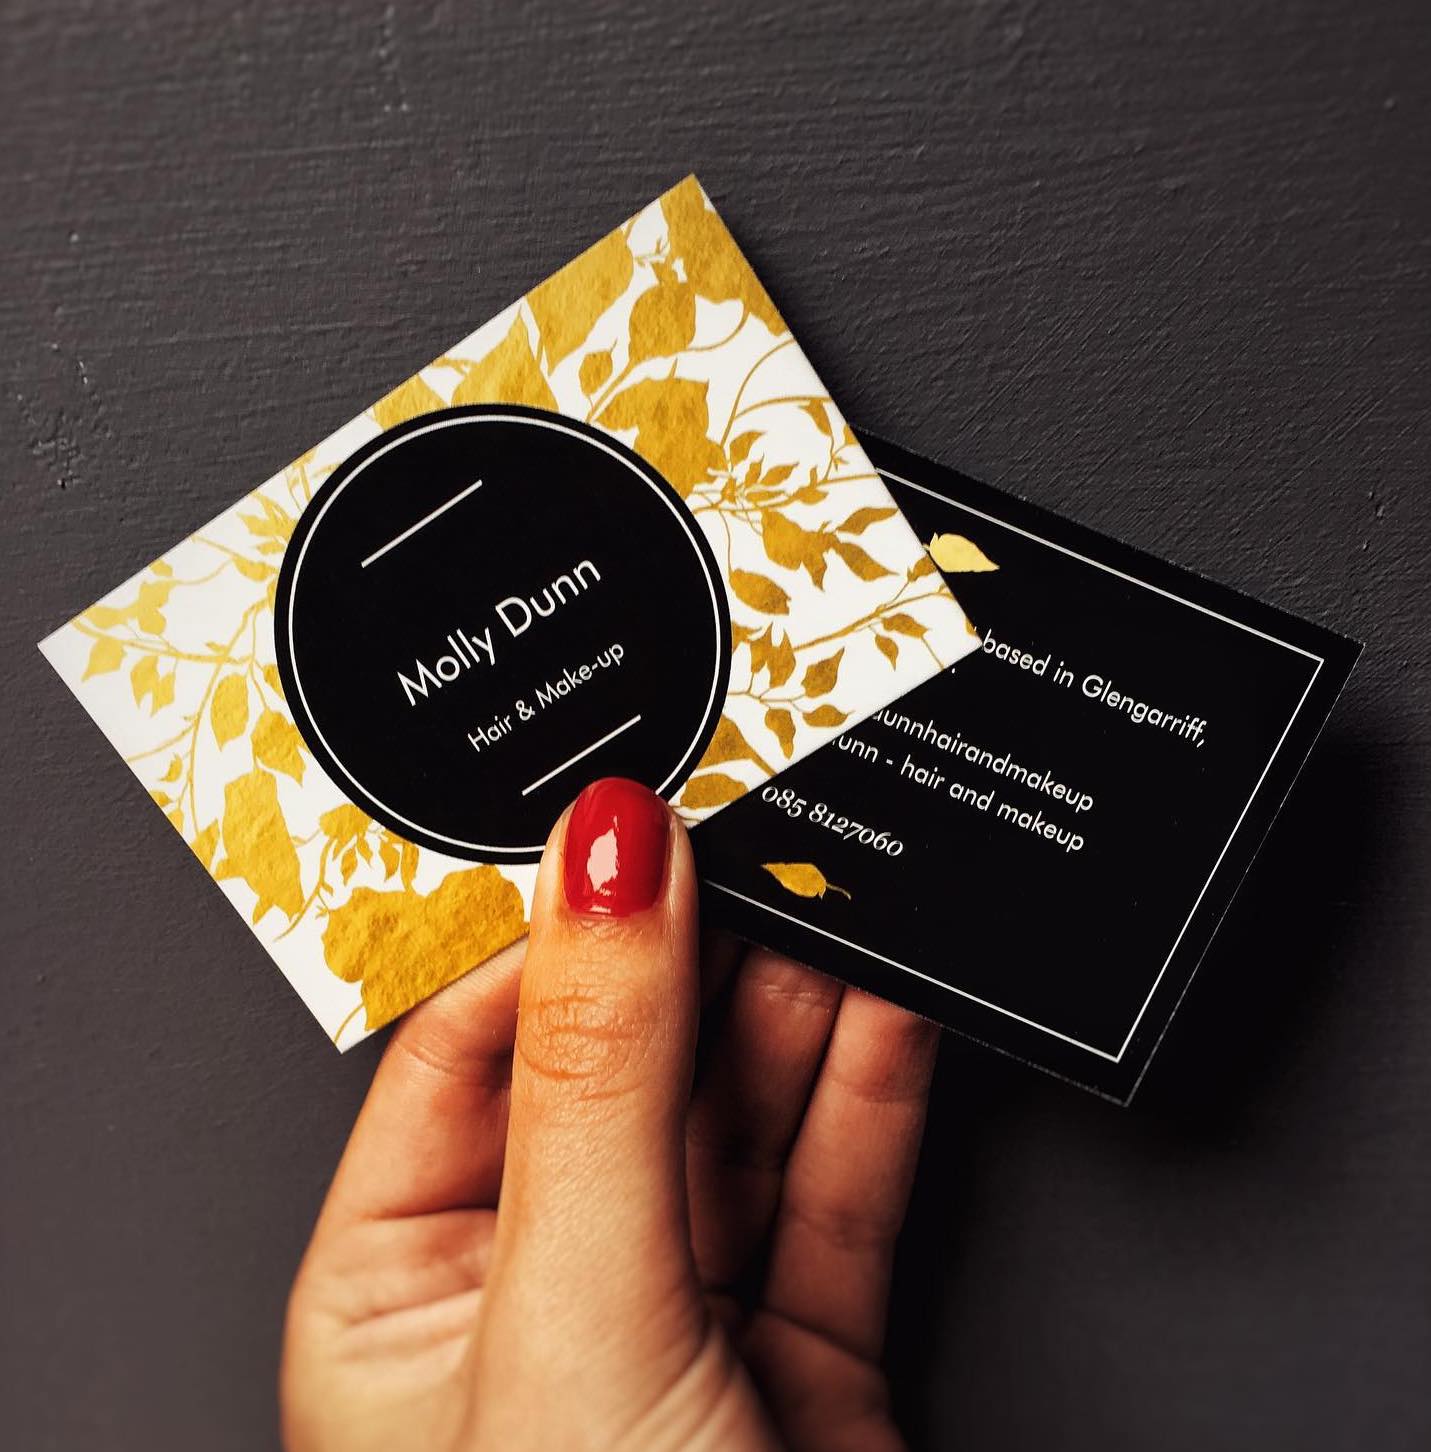 Molly Dunn
Hair & Make-up
based in Glengarriff,
unnhairandmakeup
unn - hair and makeup
085 8127060